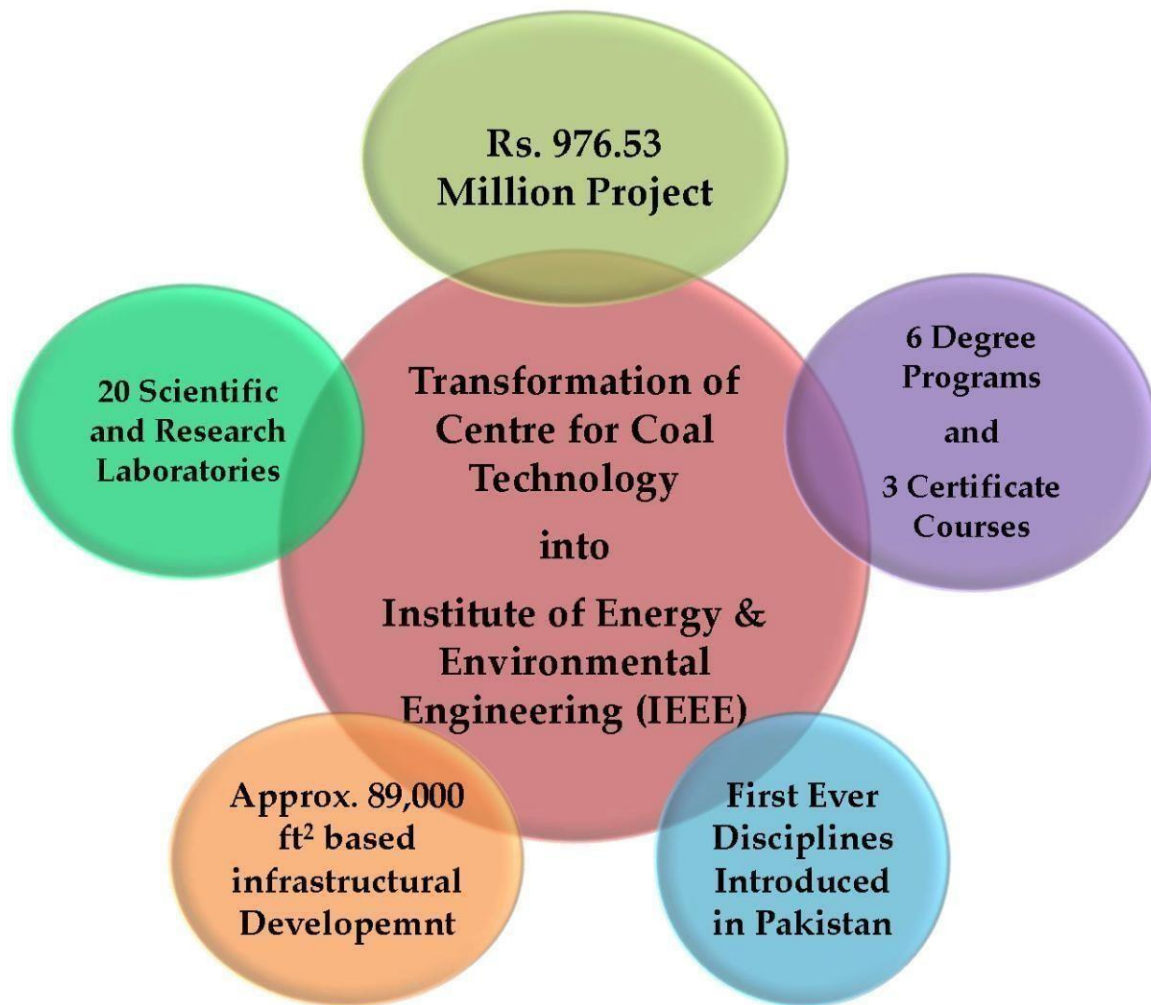 Rs. 976.53
Million Project
20 Scientific
and Research
Laboratories
Transformation of
Centre for Coal
Technology
into
Institute of Energy &
Environmental
Engineering (IEEE)
6 Degree
Programs
and
3 Certificate
Courses
Approx. 89,000
ft² based
infrastructural
Developemnt
First Ever
Disciplines
Introduced
in Pakistan